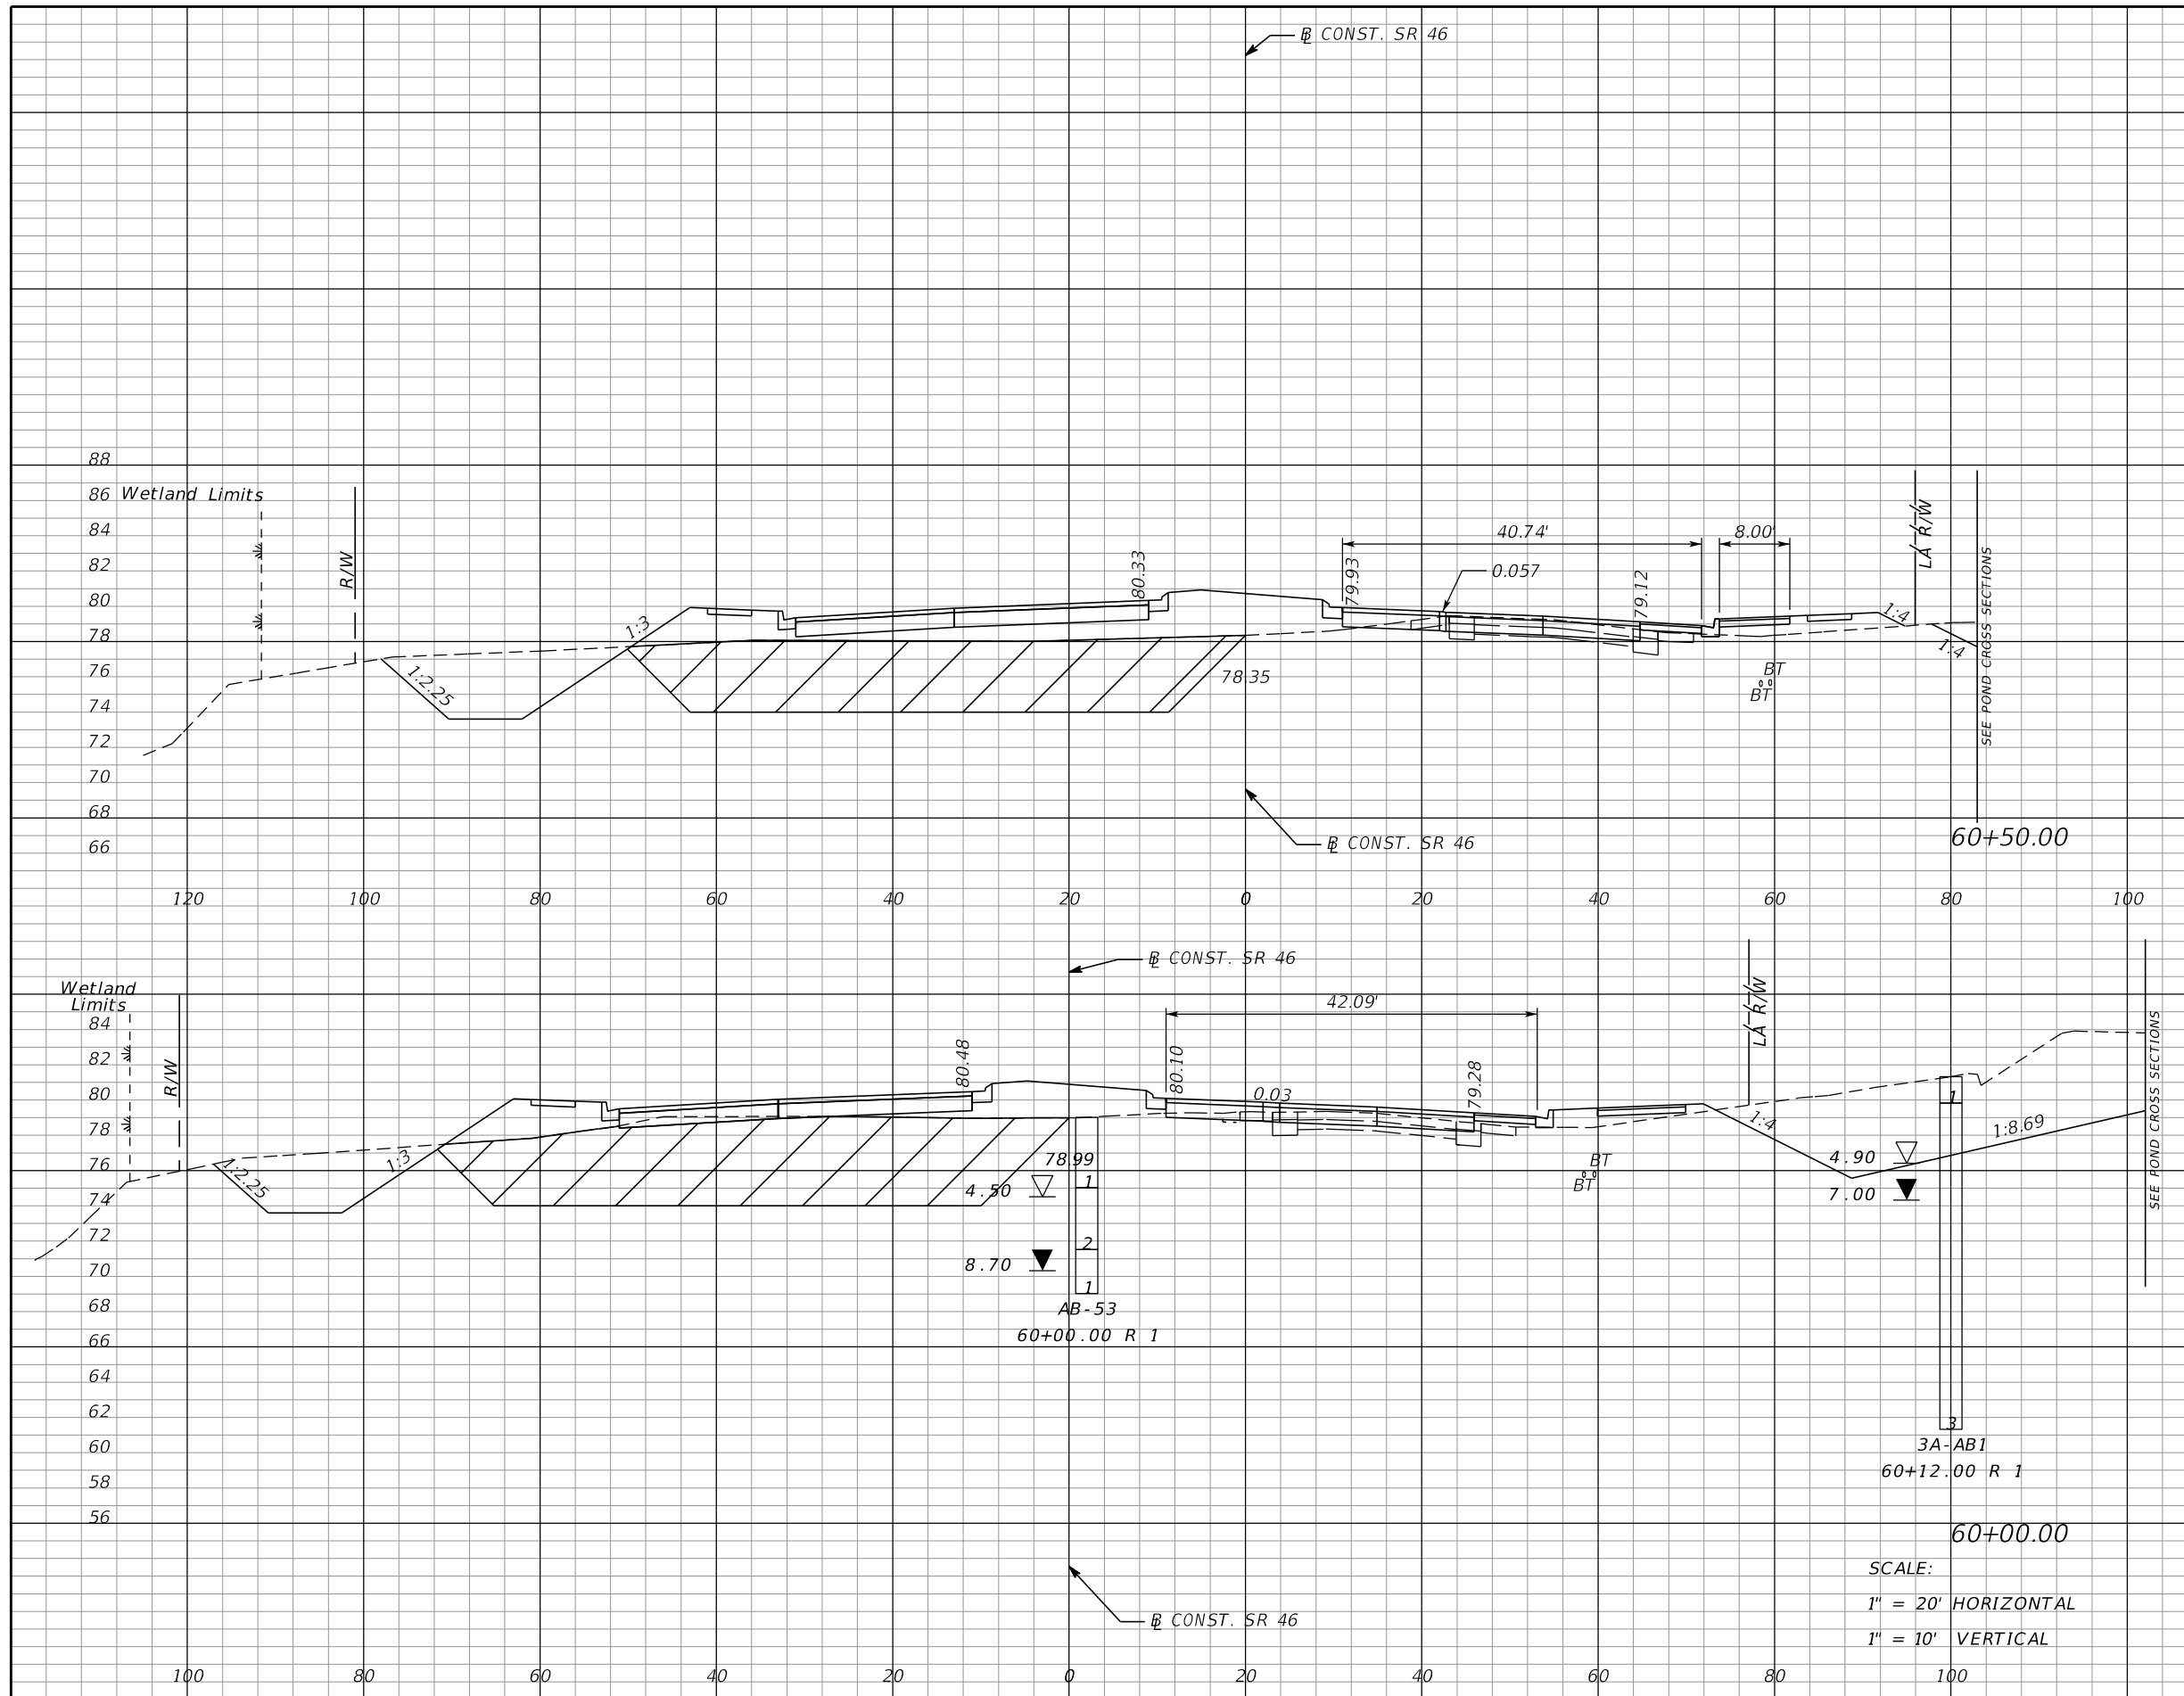 BL CONST. SR 46
88
86
84
82
80
78
76
74
72
70
68
66
Wetland Limits
R/W
1:2.25
1:3
80.33
78.35
79.93
40.74'
0.057
79.12
8.00'
BT
BT
1:4
LA R/W
1:4
SEE POND CROSS SECTIONS
BL CONST. SR 46
60+50.00
120 100 80 60 40 20 0 20 40 60 80 100
BL CONST. SR 46
Wetland
Limits
84
82
80
78
76
74
72
70
68
66
64
62
60
58
56
R/W
1:2.25
1:3
80.48
78.99
4.50
8.70
1
2
1
AB-53
60+00.00 R 1
42.09'
80.10
0.03
79.28
BT
BT
LA R/W
1:4
4.90
7.00
1:8.69
1
3
3A-AB1
60+12.00 R 1
SEE POND CROSS SECTIONS
60+00.00
BL CONST. SR 46
SCALE:
1" = 20' HORIZONTAL
1" = 10' VERTICAL
100 80 60 40 20 0 20 40 60 80 100